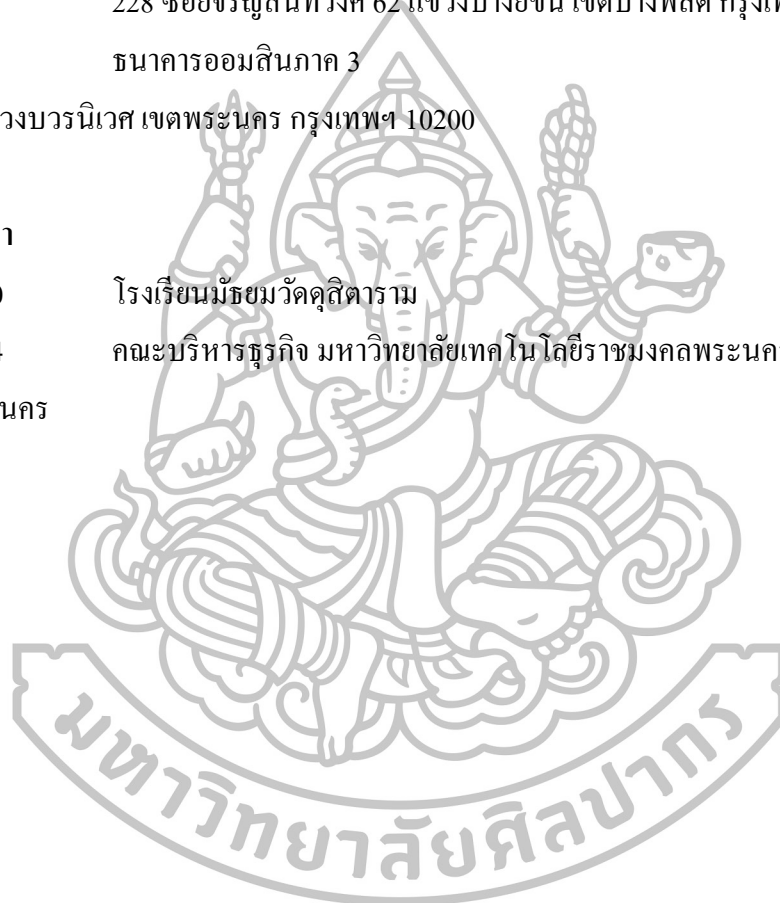 228 ซอยจรัญสนิทวงศ์ 62 แขวงบางยี่ขัน เขตบางพลัด
ธนาคารออมสินภาค 3
วงบวรนิเวศ เขตพระนคร กรุงเทพฯ 10200
โรงเรียนมัธยมวัดดุสิตาราม
คณะบริหารธุรกิจ มหาวิทยาลัยเทคโนโลยีราชมงคลพระนค
นคร
มหาวิทยาลัยศิลปากร